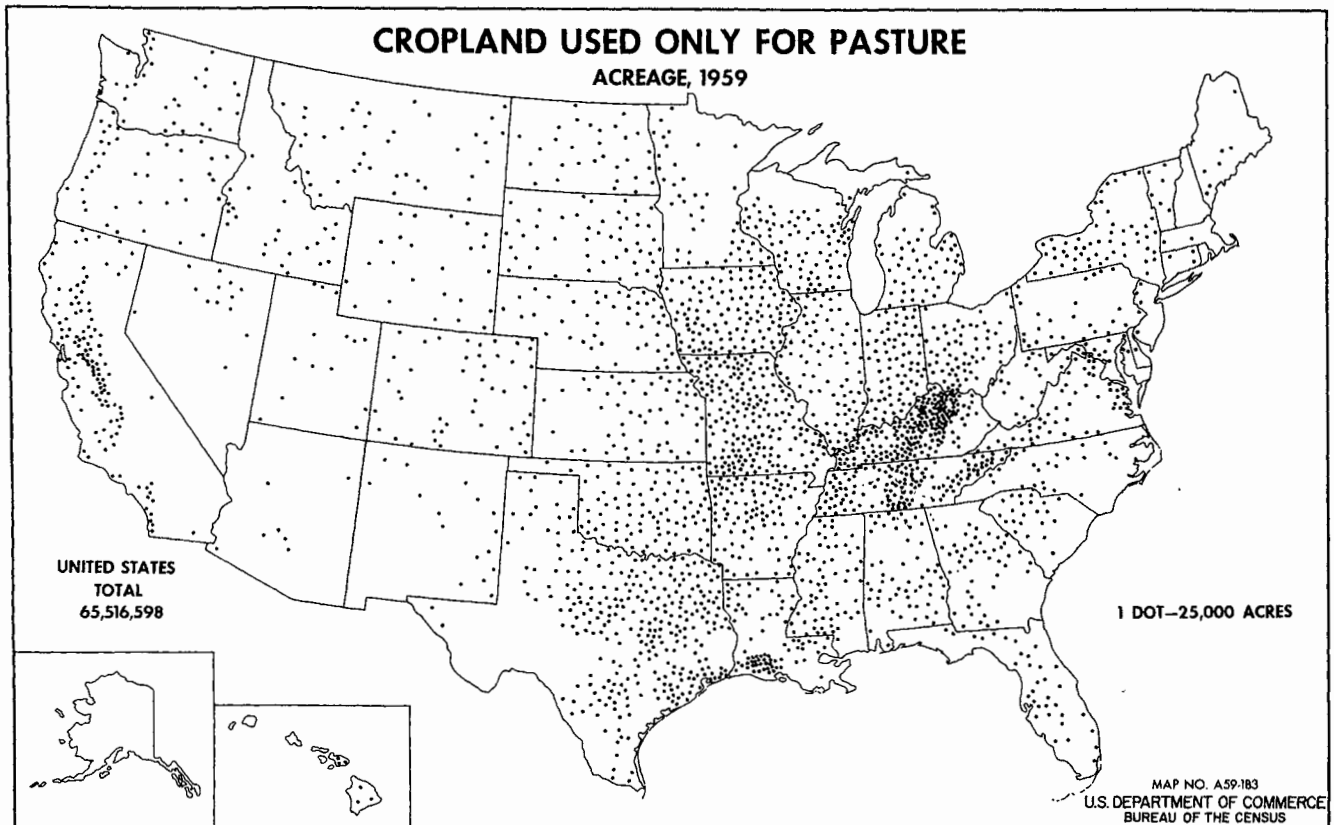 CROPLAND USED ONLY FOR PASTURE
ACREAGE, 1959
UNITED STATES
TOTAL
65,516,598
1 DOT—25,000 ACRES
MAP NO. A59-183
U.S. DEPARTMENT OF COMMERCE
BUREAU OF THE CENSUS